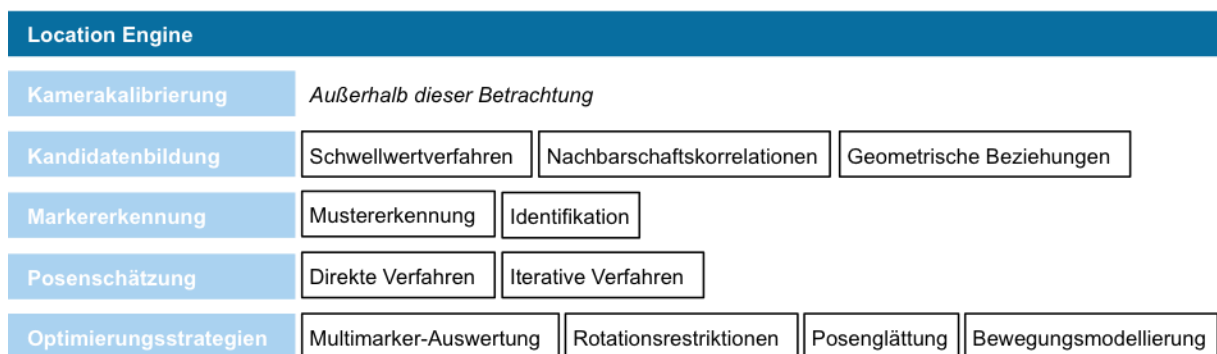 Location Engine
Kamerakalibrierung Außerhalb dieser Betrachtung
Kandidatenbildung Schwellwertverfahren Nachbarschaftskorrelationen Geometrische Beziehungen
Markererkennung Mustererkennung Identifikation
Posenschätzung Direkte Verfahren Iterative Verfahren
Optimierungsstrategien Multimarker-Auswertung Rotationsrestriktionen Posenglättung Bewegungsmodellierung